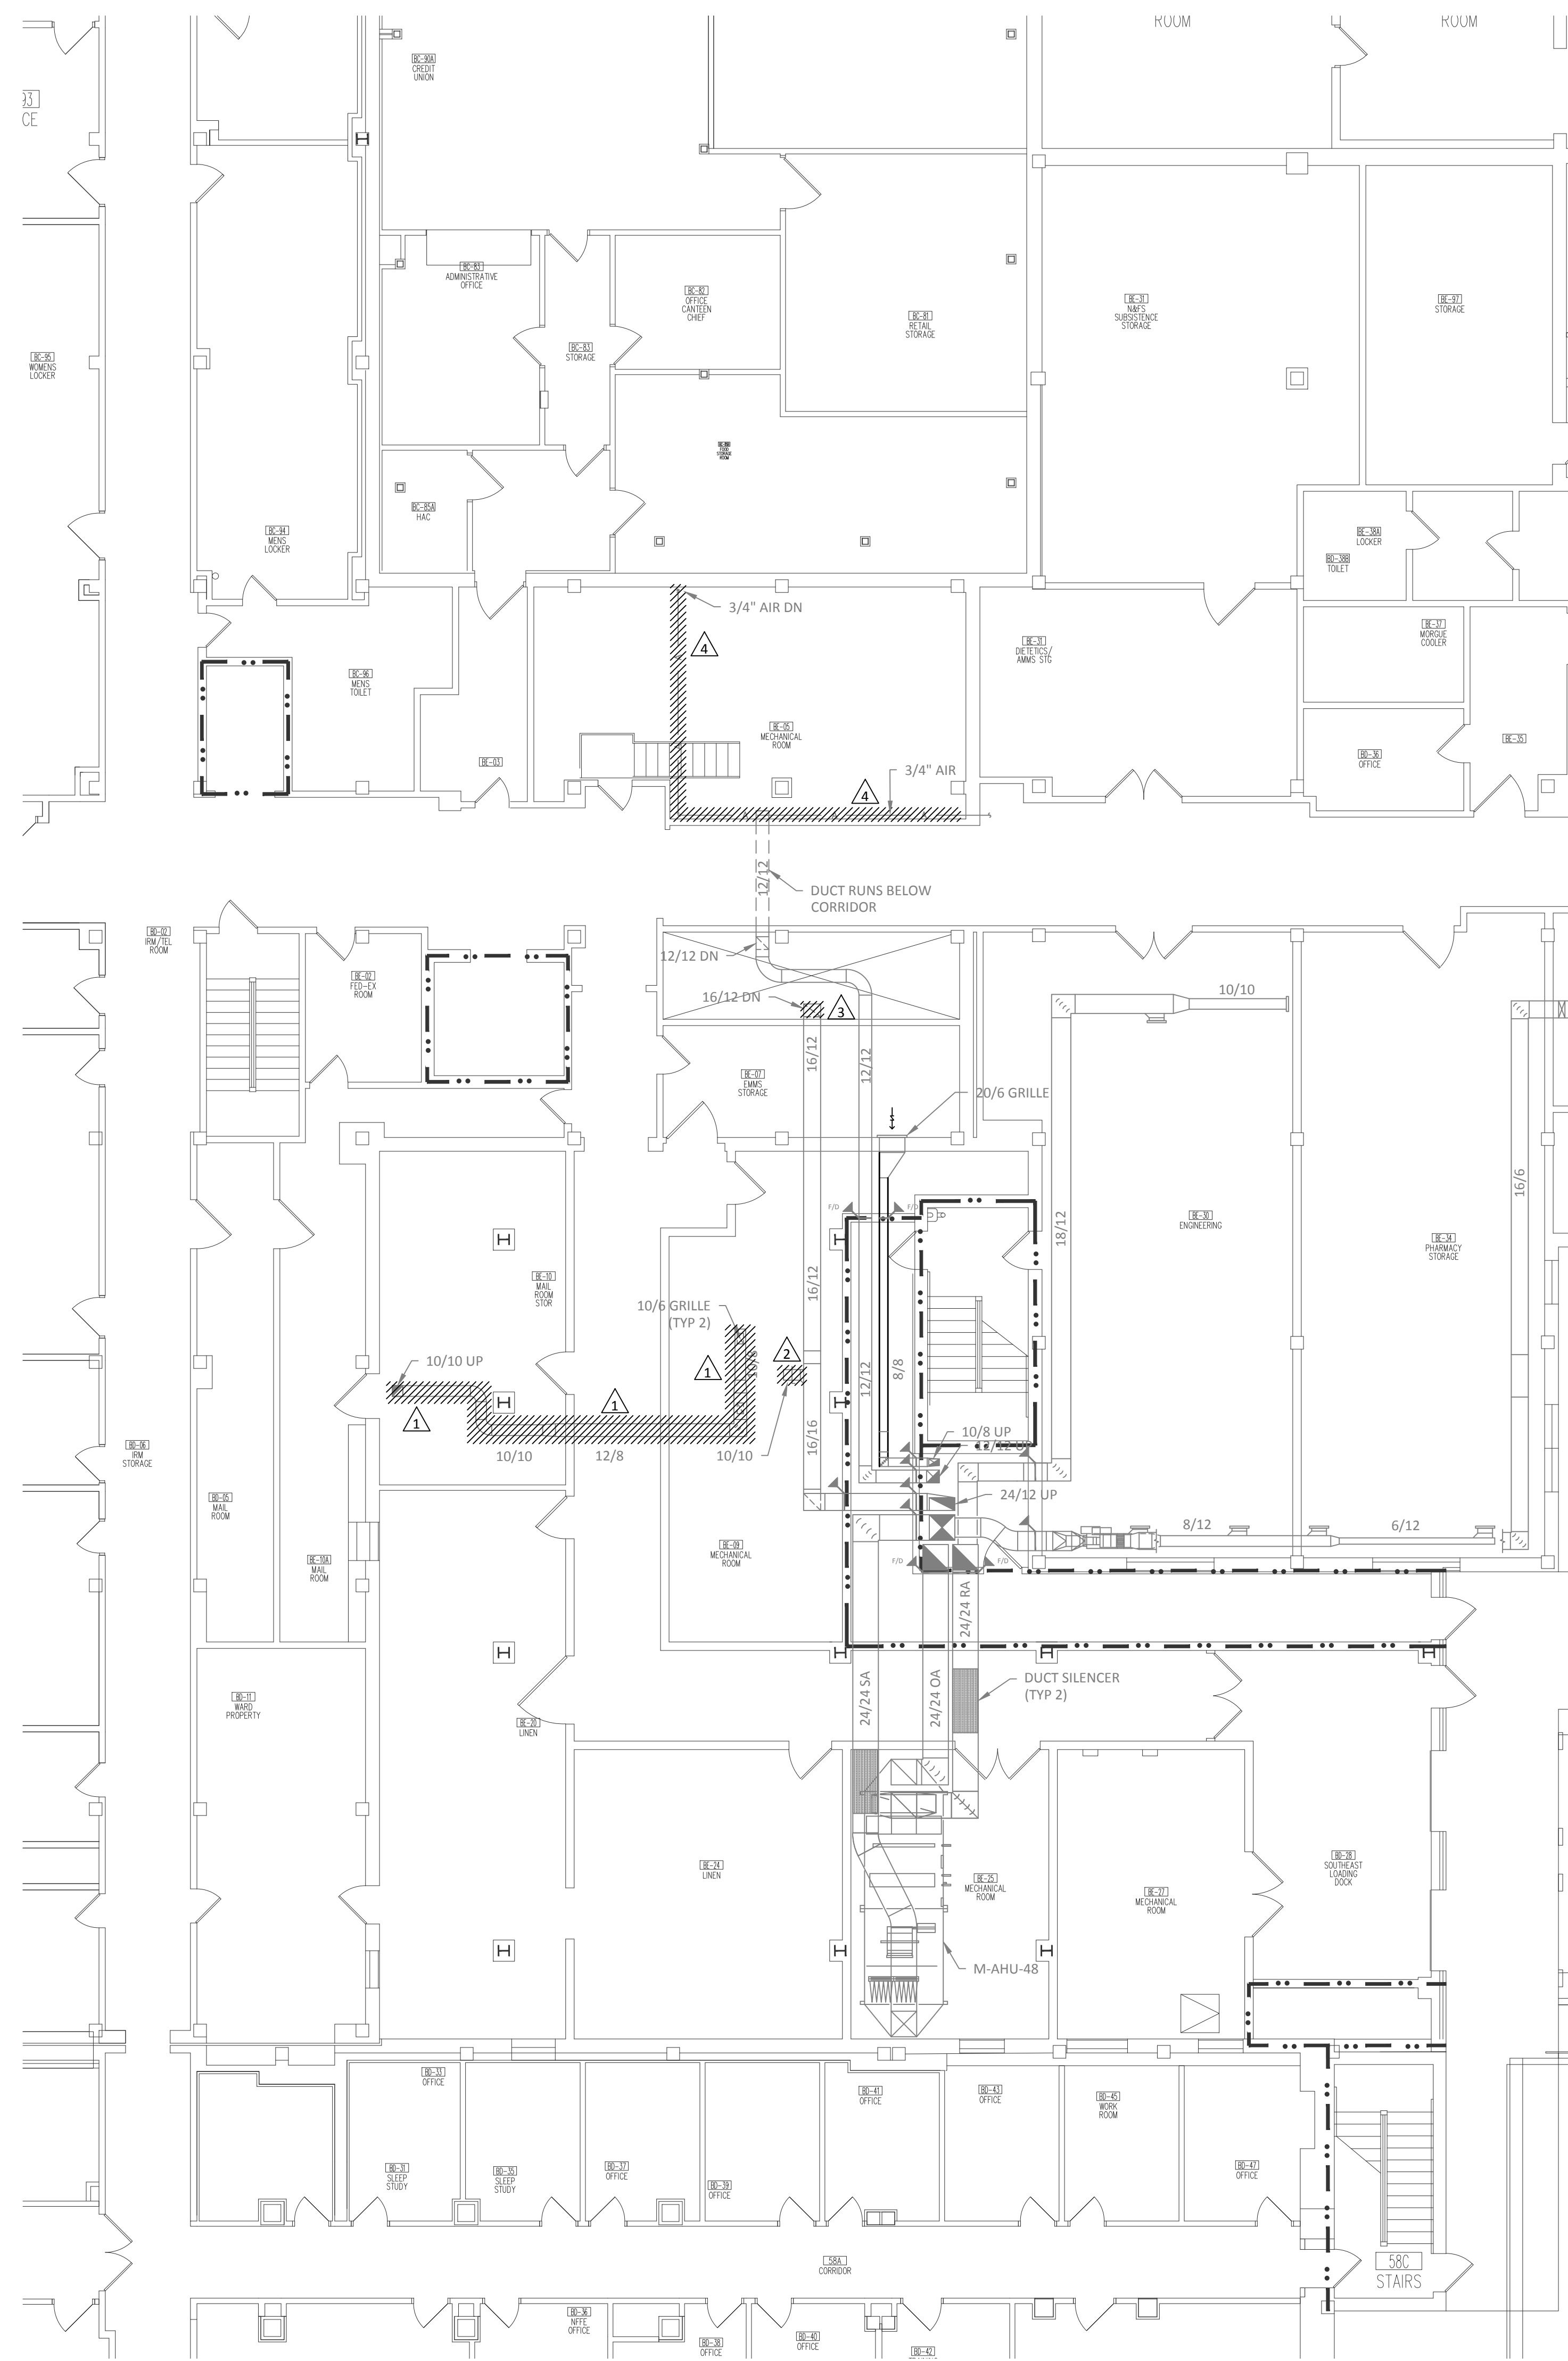 ROOM
ROOM
BC-90A
CREDIT
UNION
93
CE
BC-83
ADMINISTRATIVE
OFFICE
BC-82
OFFICE
CANTEEN
CHIEF
BC-81
RETAIL
STORAGE
BE-31
N&FS
SUBSISTENCE
STORAGE
BE-97
STORAGE
BC-95
WOMENS
LOCKER
BC-83
STORAGE
FOOD
STORAGE
ROOM
BC-85A
HAC
BC-94
MENS
LOCKER
BE-38A
LOCKER
BD-38B
TOILET
3/4" AIR DN
4
BE-37
MORGUE
COOLER
BE-31
DIETETICS/
AMMS STG
BC-96
MENS
TOILET
BE-05
MECHANICAL
ROOM
BE-03
BD-36
OFFICE
BE-35
3/4" AIR
4
12/12
DUCT RUNS BELOW
CORRIDOR
BD-02
IRM/TEL
ROOM
BE-02
FED-EX
ROOM
12/12 DN
16/12 DN
3
10/10
16/12
12/12
BE-07
EMMS
STORAGE
20/6 GRILLE
16/6
F/D
F/D
18/12
BE-30
ENGINEERING
BE-34
PHARMACY
STORAGE
BE-10
MAIL
ROOM
STOR
16/12
10/6 GRILLE
(TYP 2)
10/10 UP
1
1
1
2
10/8
12/12
8/8
10/10
12/8
10/10
16/16
10/8 UP
12/12 UP
24/12 UP
BD-06
IRM
STORAGE
BD-05
MAIL
ROOM
BE-10A
MAIL
ROOM
BE-09
MECHANICAL
ROOM
8/12
6/12
F/D
F/D
24/24 RA
24/24 SA
24/24 OA
DUCT SILENCER
(TYP 2)
BD-11
WARD
PROPERTY
BE-20
LINEN
BE-24
LINEN
BE-25
MECHANICAL
ROOM
BE-27
MECHANICAL
ROOM
BD-28
SOUTHEAST
LOADING
DOCK
M-AHU-48
BD-33
OFFICE
BD-41
OFFICE
BD-43
OFFICE
BD-45
WORK
ROOM
BD-31
SLEEP
STUDY
BD-35
SLEEP
STUDY
BD-37
OFFICE
BD-39
OFFICE
BD-47
OFFICE
58A
CORRIDOR
58C
STAIRS
BD-36
NFFE
OFFICE
BD-38
OFFICE
BD-40
OFFICE
BD-42